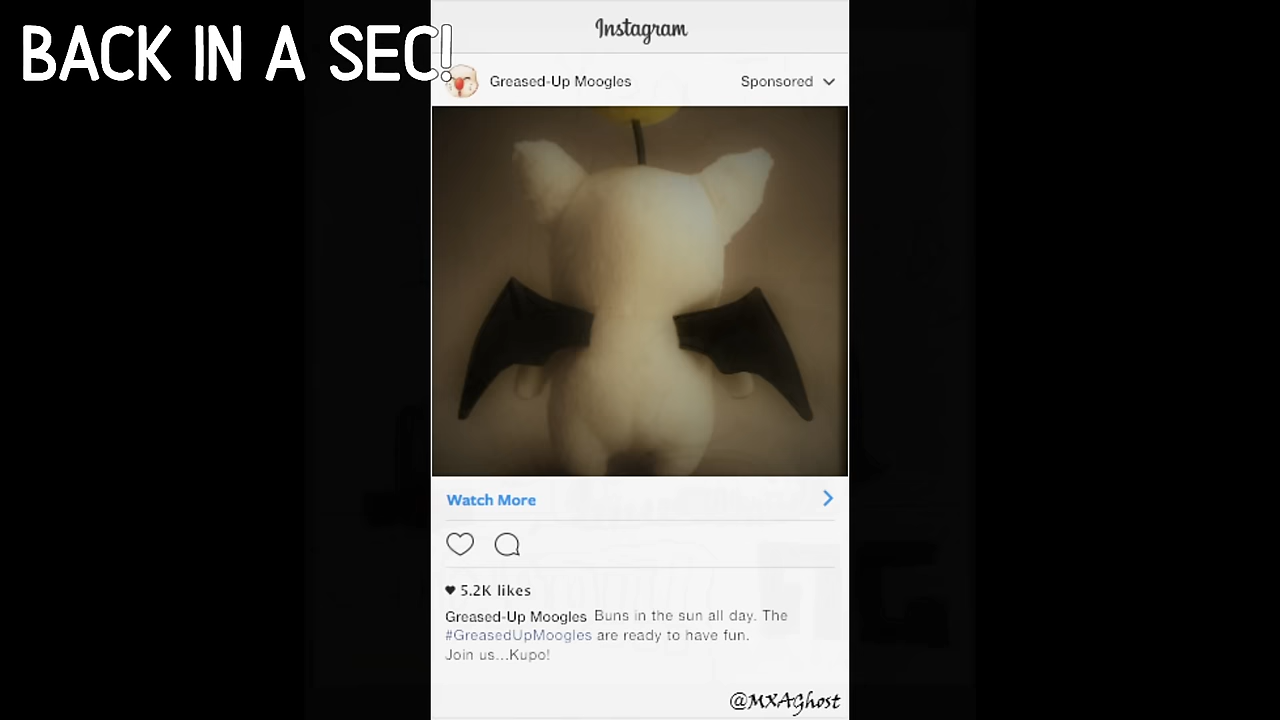 BACK IN A SEC!
Instagram
Greased-Up Moogles
Sponsored
Watch More
5.2K likes
Greased-Up Moogles Buns in the sun all day. The
#GreasedUpMoogles are ready to have fun.
Join us...Kupo!
@MXAGhost